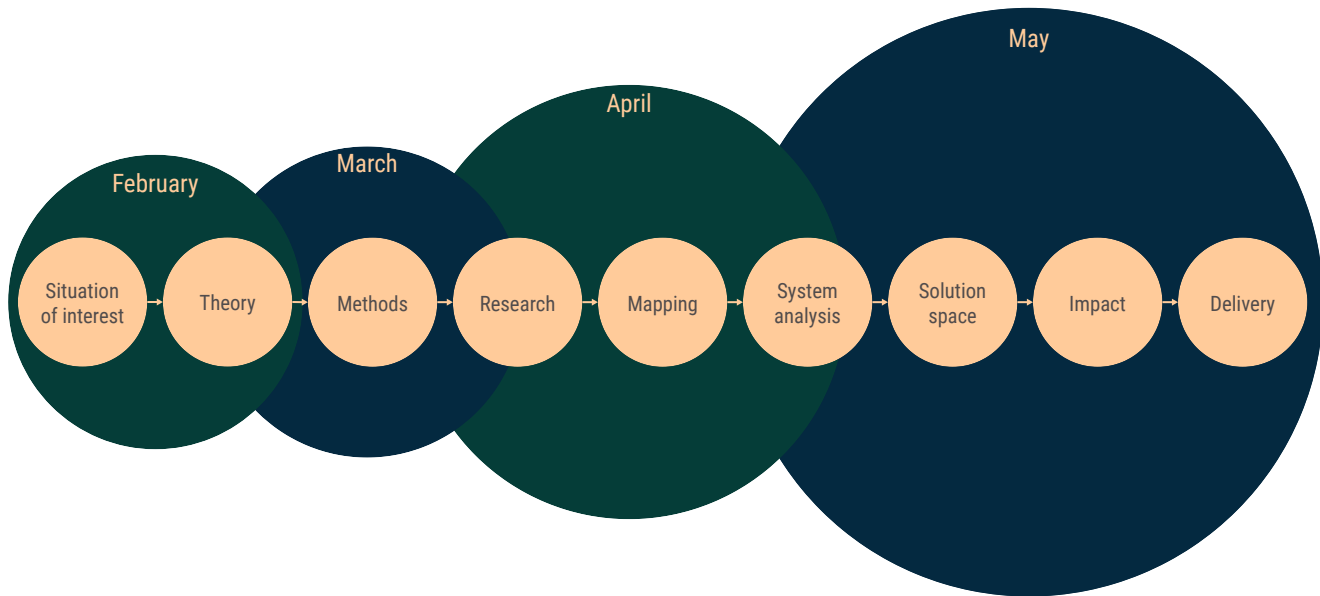 February
March
April
May
Situation
of interest
Theory
Methods
Research
Mapping
System
analysis
Solution
space
Impact
Delivery